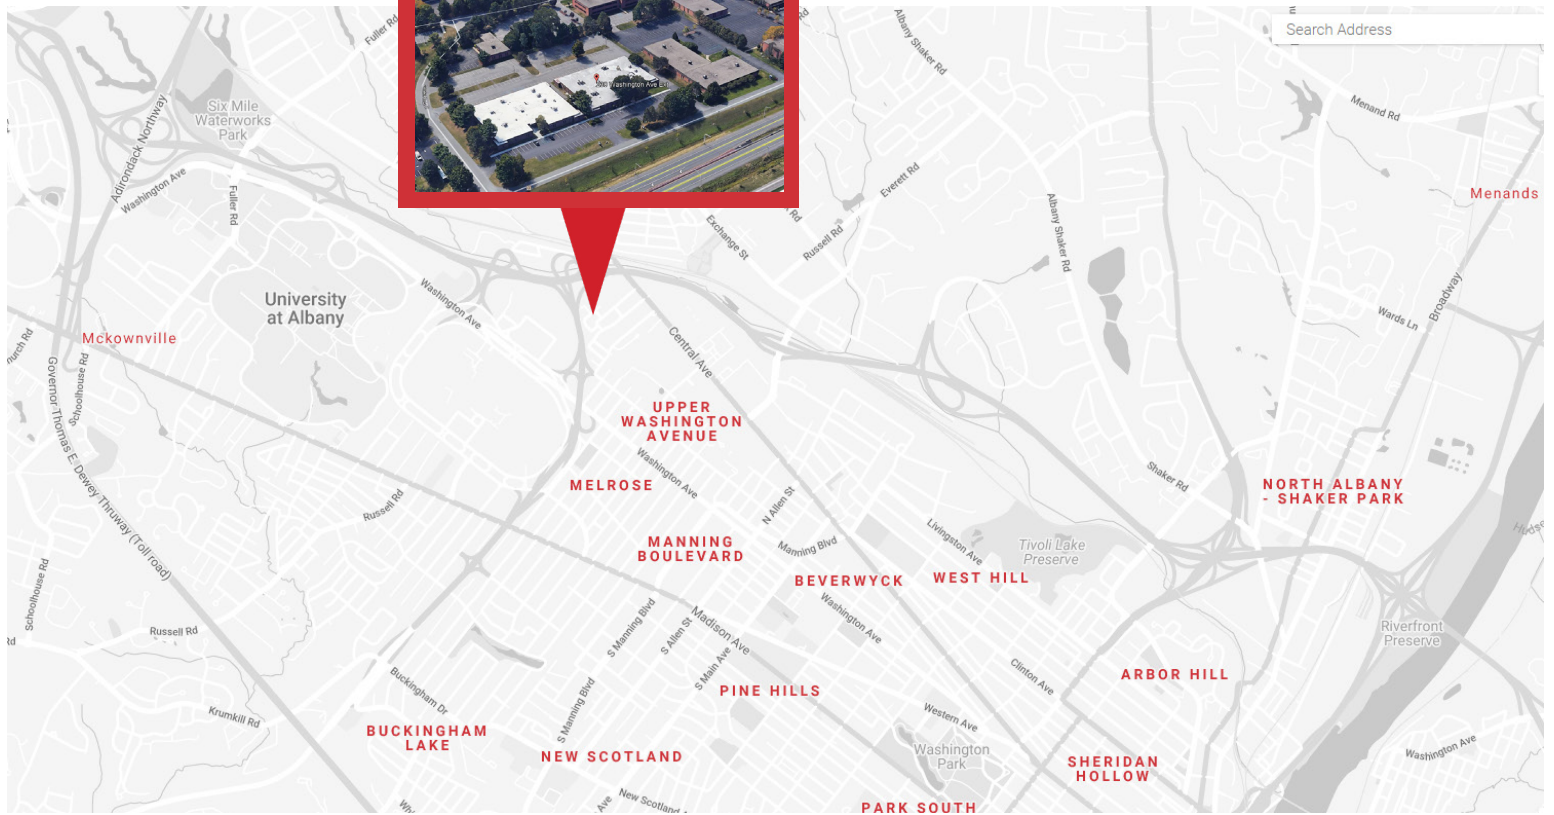 Search Address
Fuller Rd
Albany Shaker Rd
Washington Ave Ext
Six Mile
Waterworks
Park
Menand Rd
Adirondack Northway
Washington Ave
Fuller Rd
Everett Rd
Menands
Albany Shaker Rd
Exchange St
Russell Rd
Washington Ave
University
at Albany
Broadway
Wards Ln
Mckownville
Central Ave
Schoolhouse Rd
Governor Thomas E. Dewey Thruway (Toll road)
UPPER
WASHINGTON
AVENUE
Washington Ave
MELROSE
Shaker Rd
NORTH ALBANY
- SHAKER PARK
Russell Rd
N Allen St
Livingston Ave
MANNING
BOULEVARD
Manning Blvd
Tivoli Lake
Preserve
BEVERWYCK
WEST HILL
Schoolhouse Rd
Washington Ave
S Manning Blvd
S Allen St
Madison Ave
Russell Rd
Rd
Riverfront
Preserve
S Main Ave
Clinton Ave
ARBOR HILL
Buckingham Dr
PINE HILLS
S Manning Blvd
Krumkill Rd
Western Ave
BUCKINGHAM
LAKE
NEW SCOTLAND
Washington
Park
Washington Ave
SHERIDAN
HOLLOW
New Scotland
Ave
PARK SOUTH